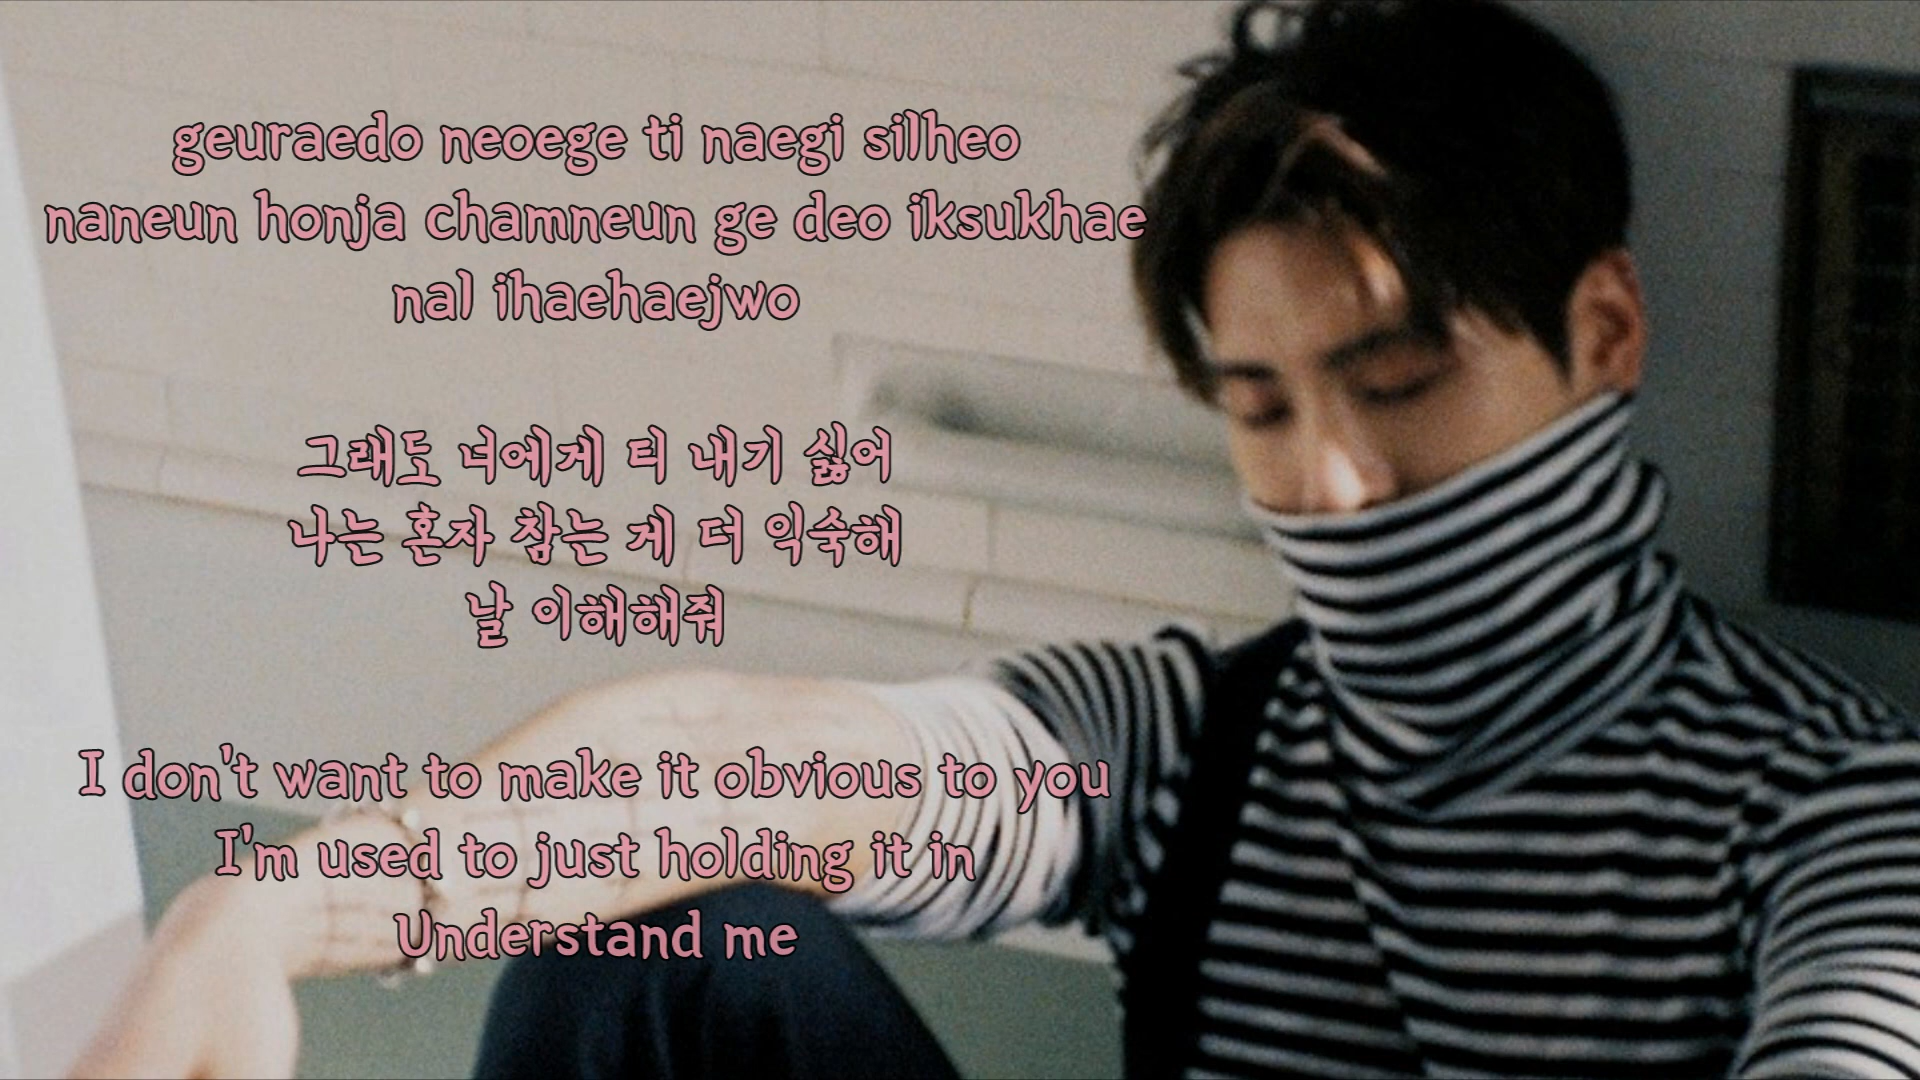 geuraedo neoege ti naegi silheo
naneun honja chamneun ge deo iksukhae
nal ihaehaejwo
그래도 너에게 티 내기 싫어
나는 혼자 참는 게 더 익숙해
날 이해해줘
I don't want to make it obvious to you
I'm used to just holding it in
Understand me